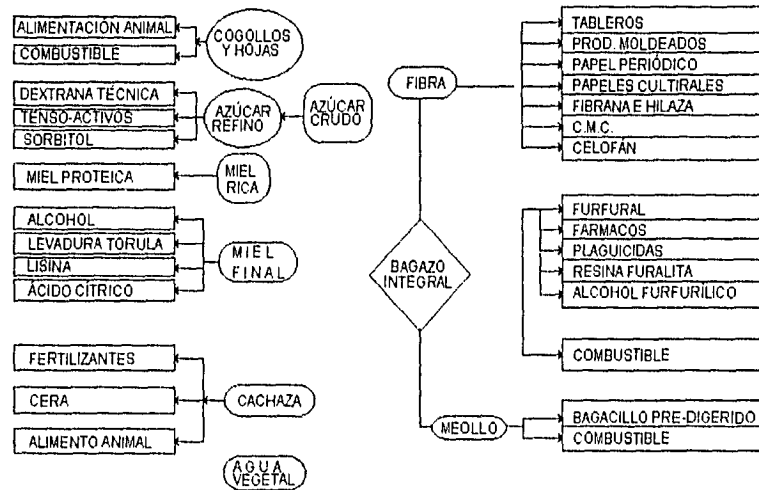 ALIMENTACIÓN ANIMAL
COMBUSTIBLE
COGOLLOS
Y HOJAS
DEXTRANA TÉCNICA
TENSO-ACTIVOS
SORBITOL
AZÚCAR
REFINO
AZÚCAR
CRUDO
MIEL PROTEICA
MIEL
RICA
ALCOHOL
LEVADURA TORULA
LISINA
ÁCIDO CÍTRICO
MIEL
FINAL
FERTILIZANTES
CERA
ALIMENTO ANIMAL
CACHAZA
AGUA
VEGETAL
FIBRA
BAGAZO
INTEGRAL
MEOLLO
TABLEROS
PROD. MOLDEADOS
PAPEL PERIÓDICO
PAPELES CULTIRALES
FIBRANA E HILAZA
C.M.C.
CELOFÁN
FURFURAL
FARMACOS
PLAGUICIDAS
RESINA FURALITA
ALCOHOL FURFURÍLICO
COMBUSTIBLE
BAGACILLO PRE-DIGERIDO
COMBUSTIBLE